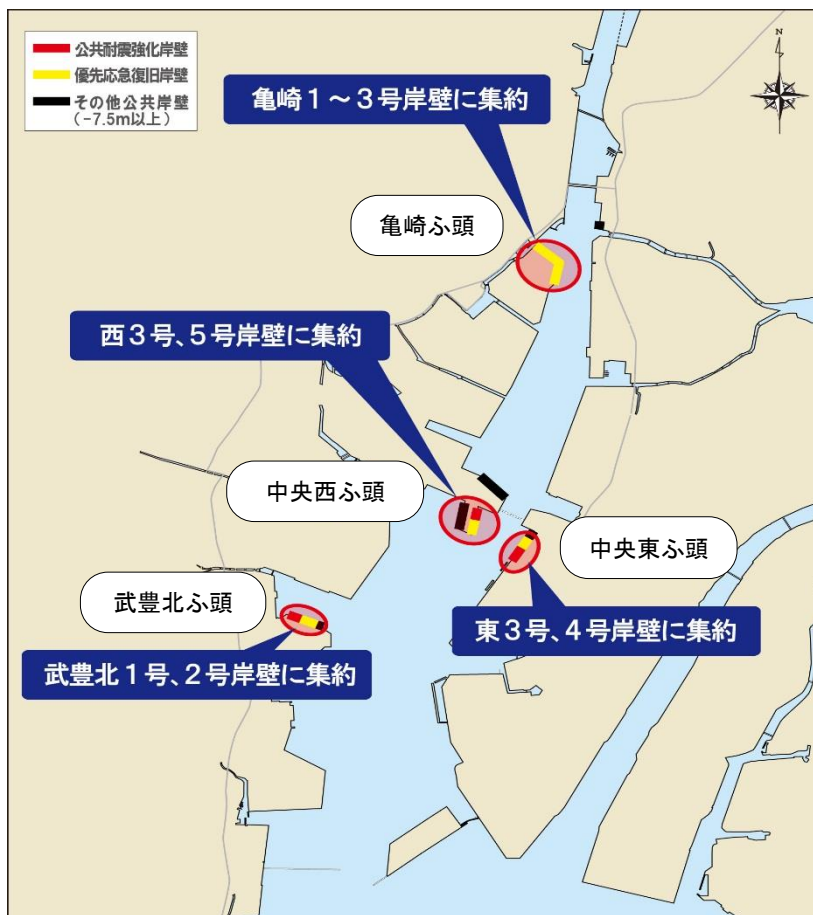 公共耐震強化岸壁
優先応急復旧岸壁
その他公共岸壁
(-7.5m以上)
N
亀崎1～3号岸壁に集約
亀崎ふ頭
西3号、5号岸壁に集約
中央西ふ頭
中央東ふ頭
東3号、4号岸壁に集約
武豊北ふ頭
武豊北1号、2号岸壁に集約